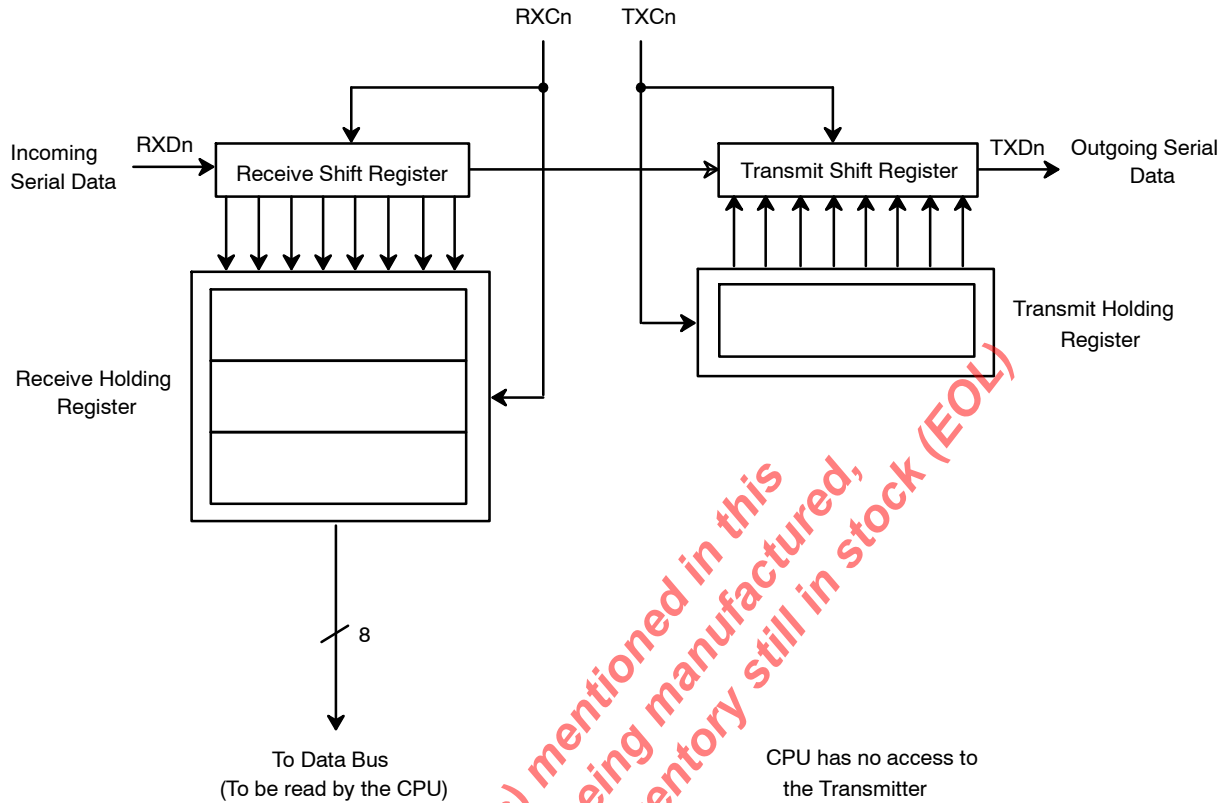 RXCn
TXCn
Incoming
Serial Data
RXDn
Receive Shift Register
Transmit Shift Register
TXDn
Outgoing Serial
Data
Receive Holding
Register
Transmit Holding
Register
8
To Data Bus
(To be read by the CPU)
CPU has no access to
the Transmitter
mentioned in this
eing manufactured,
entory still in stock (EOL)